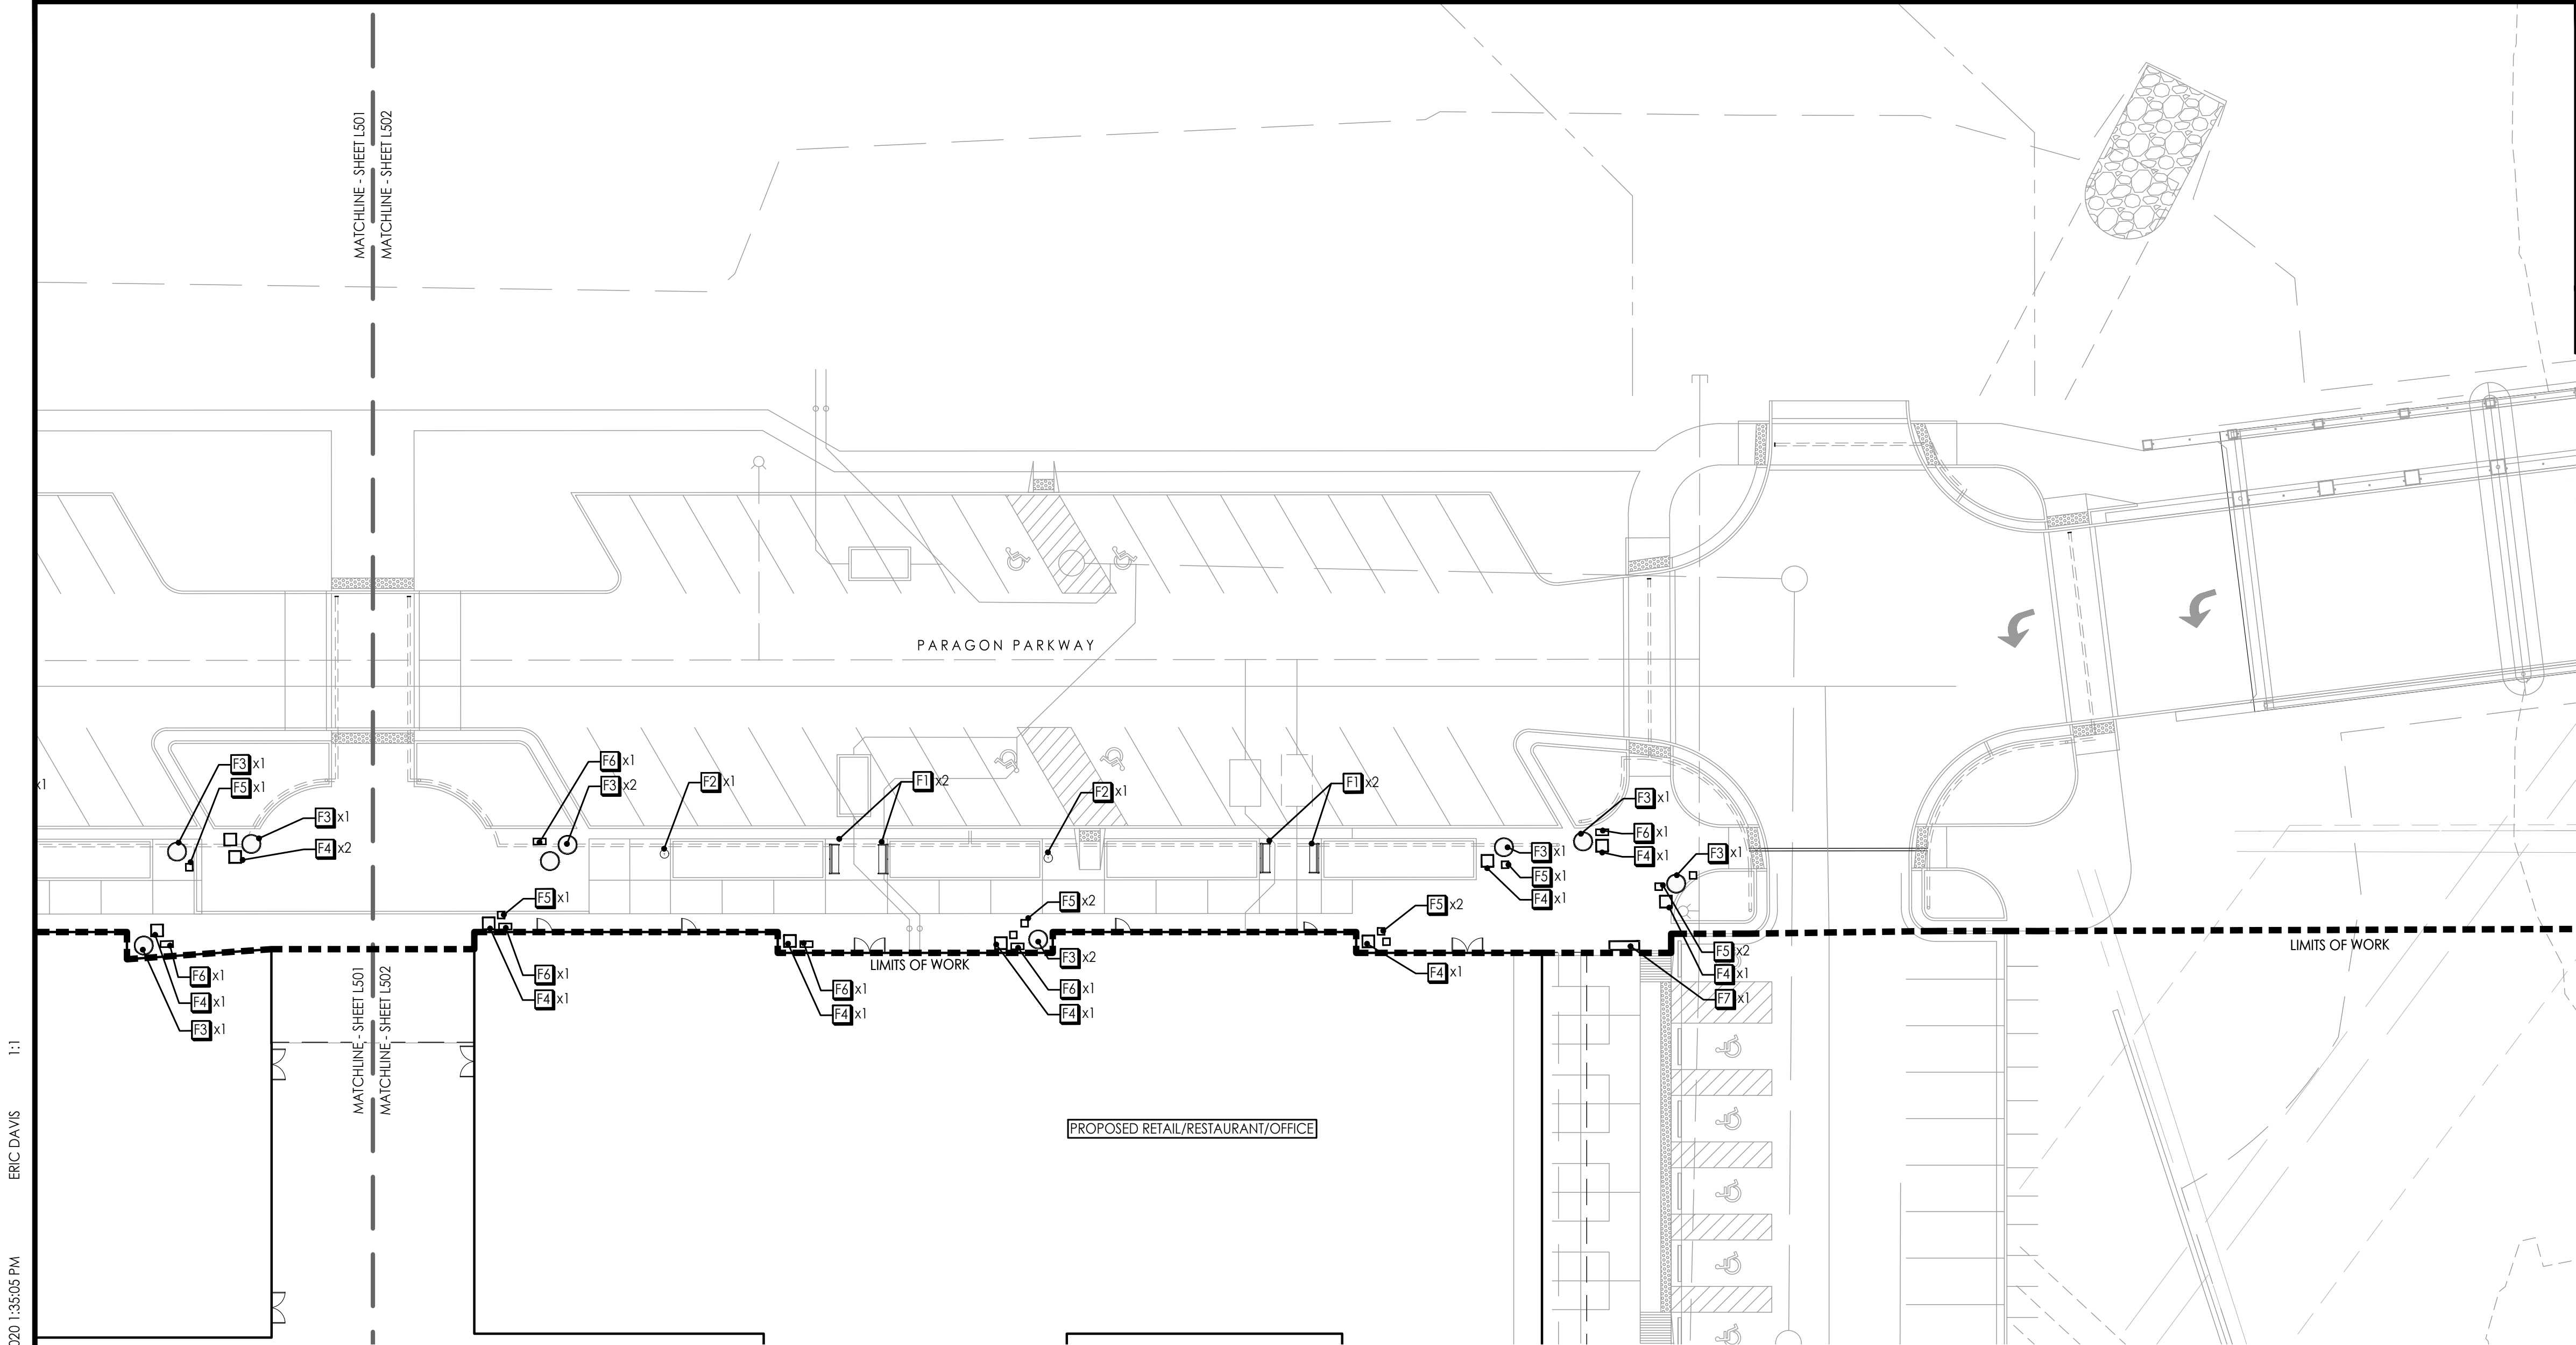 MATCHLINE - SHEET L501
MATCHLINE - SHEET L502
PARAGON PARKWAY
x1
F3 x1
F5 x1
F3 x1
F4 x2
F6 x1
F3 x2
F2 x1
F1 x2
F2 x1
F1 x2
F3 x1
F6 x1
F4 x1
F3 x1
F5 x1
F4 x1
F3 x1
F5 x1
F5 x2
F5 x2
F6 x1
F4 x1
F3 x1
F6 x1
F4 x1
F6 x1
F4 x1
LIMITS OF WORK
F3 x2
F6 x1
F4 x1
F4 x1
F5 x2
F4 x1
F7 x1
LIMITS OF WORK
MATCHLINE - SHEET L501
MATCHLINE - SHEET L502
PROPOSED RETAIL/RESTAURANT/OFFICE
020 1:35:05 PM ERIC DAVIS 1:1